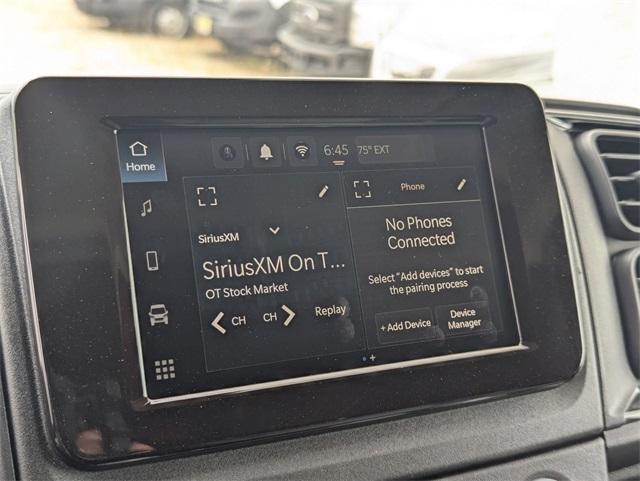 6:45 75° EXT
Home
Phone
SiriusXM
SiriusXM On T...
OT Stock Market
CH CH Replay
No Phones
Connected
Select "Add devices" to start
the pairing process
+ Add Device
Device
Manager